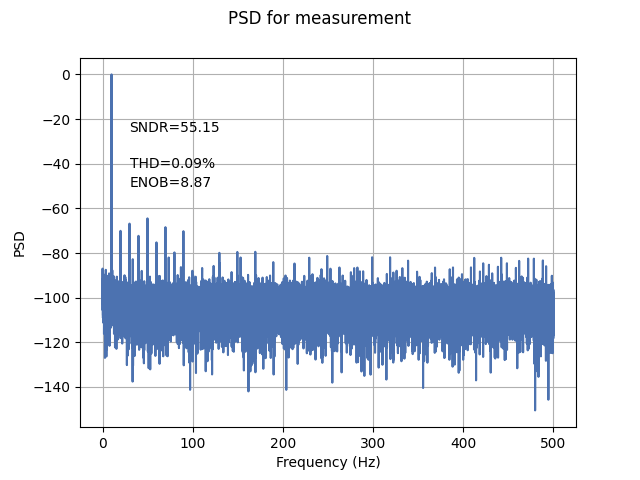 PSD for measurement
0
−20
−40
−60
−80
−100
−120
−140
PSD
SNDR=55.15
THD=0.09%
ENOB=8.87
0 100 200 300 400 500
Frequency (Hz)